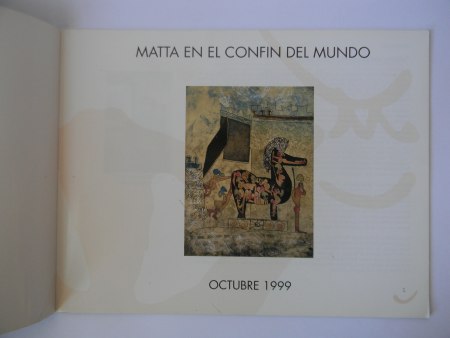 MATTA EN EL CONFIN DEL MUNDO
OCTUBRE 1999